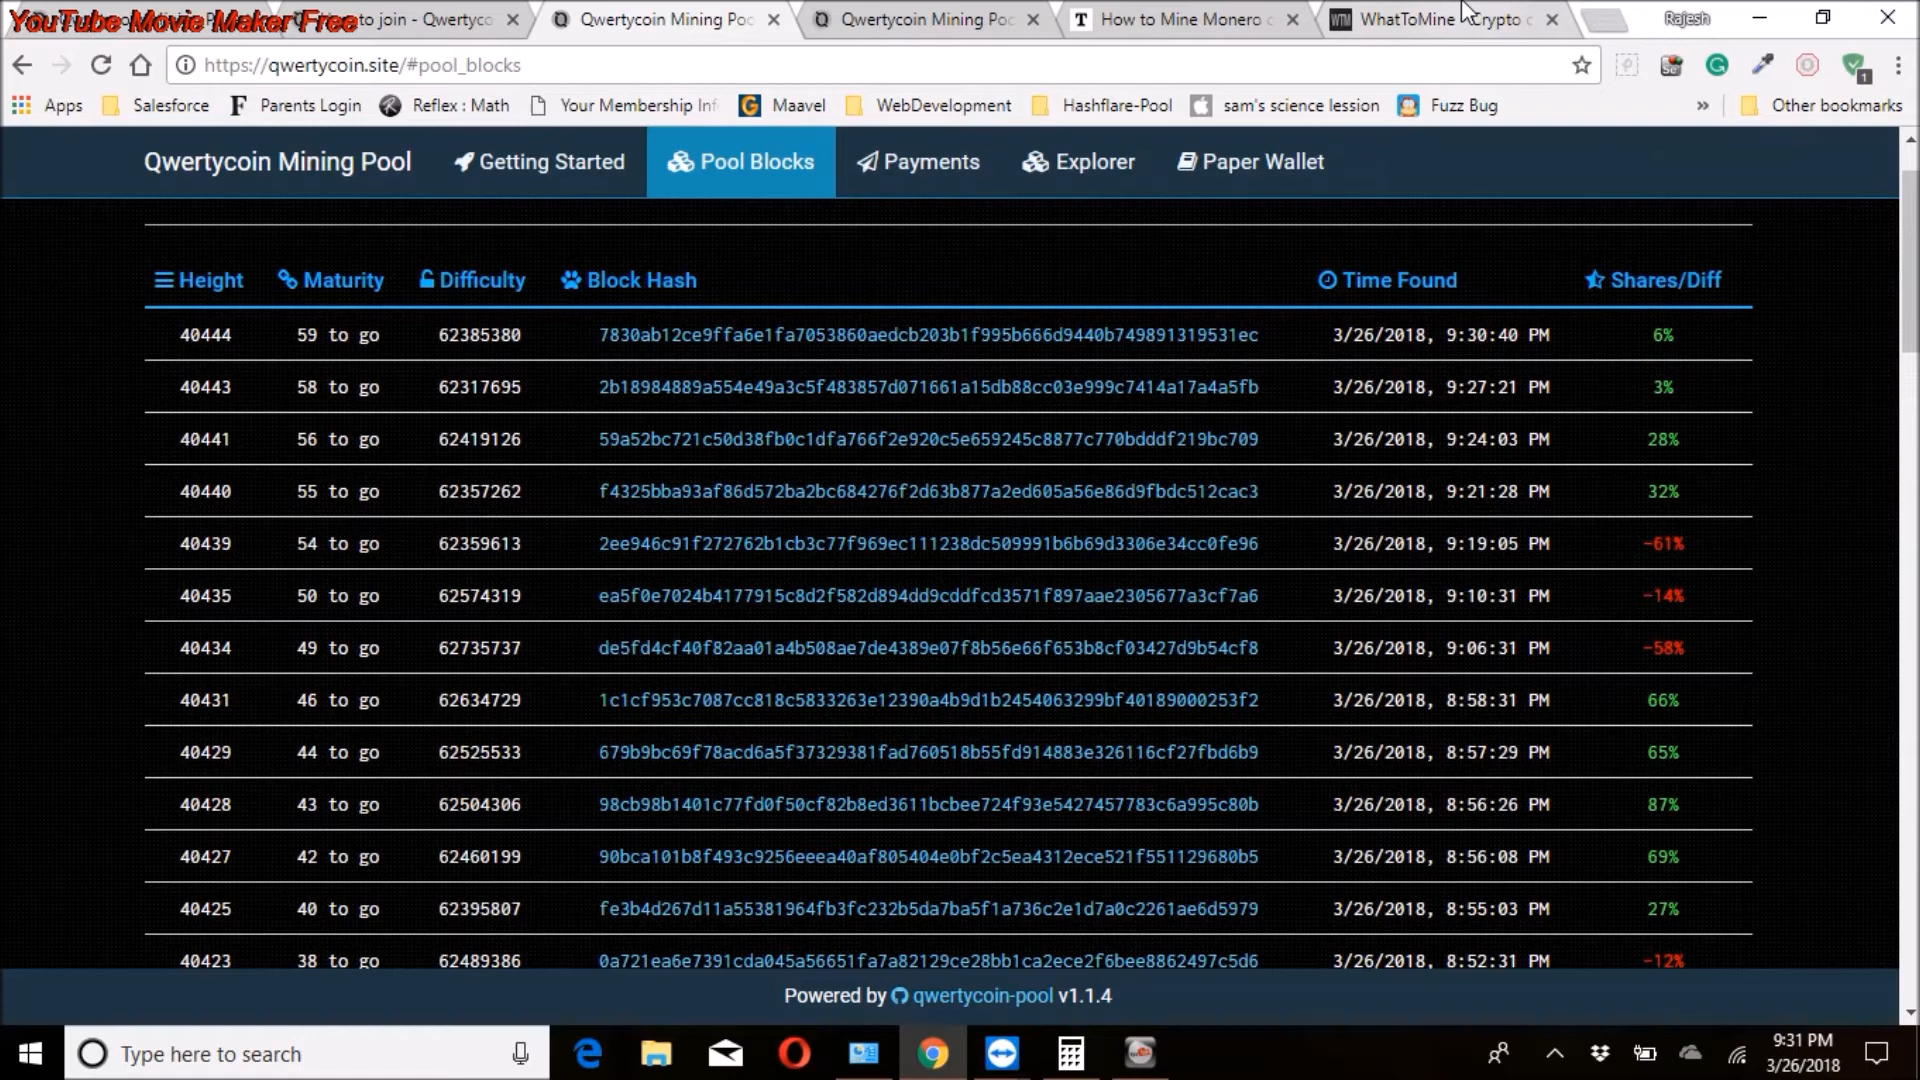 YouTube Movie Maker Free
to join - Qwertyco
Qwertycoin Mining Poo
Qwertycoin Mining Poo
T How to Mine Monero
WTM WhatToMine Crypto
Rajesh
https://qwertycoin.site/#pool_blocks
1
Apps Salesforce Parents Login Reflex : Math Your Membership Inf Maavel WebDevelopment Hashflare-Pool sam's science lession Fuzz Bug » Other bookmarks
Qwertycoin Mining Pool Getting Started Pool Blocks Payments Explorer Paper Wallet
Height Maturity Difficulty Block Hash Time Found Shares/Diff
40444 59 to go 62385380 7830ab12ce9ffa6e1fa7053860aedcb203b1f995b666d9440b749891319531ec 3/26/2018, 9:30:40 PM 6%
40443 58 to go 62317695 2b18984889a554e49a3c5f483857d071661a15db88cc03e999c7414a17a4a5fb 3/26/2018, 9:27:21 PM 3%
40441 56 to go 62419126 59a52bc721c50d38fb0c1dfa766f2e920c5e659245c8877c770bdddf219bc709 3/26/2018, 9:24:03 PM 28%
40440 55 to go 62357262 f4325bba93af86d572ba2bc684276f2d63b877a2ed605a56e86d9fbdc512cac3 3/26/2018, 9:21:28 PM 32%
40439 54 to go 62359613 2ee946c91f272762b1cb3c77f969ec111238dc509991b6b69d3306e34cc0fe96 3/26/2018, 9:19:05 PM -61%
40435 50 to go 62574319 ea5f0e7024b4177915c8d2f582d894dd9cddfcd3571f897aae2305677a3cf7a6 3/26/2018, 9:10:31 PM -14%
40434 49 to go 62735737 de5fd4cf40f82aa01a4b508ae7de4389e07f8b56e66f653b8cf03427d9b54cf8 3/26/2018, 9:06:31 PM -58%
40431 46 to go 62634729 1c1cf953c7087cc818c5833263e12390a4b9d1b2454063299bf40189000253f2 3/26/2018, 8:58:31 PM 66%
40429 44 to go 62525533 679b9bc69f78acd6a5f37329381fad760518b55fd914883e326116cf27fbd6b9 3/26/2018, 8:57:29 PM 65%
40428 43 to go 62504306 98cb98b1401c77fd0f50cf82b8ed3611bcbee724f93e5427457783c6a995c80b 3/26/2018, 8:56:26 PM 87%
40427 42 to go 62460199 90bca101b8f493c9256eeea40af805404e0bf2c5ea4312ece521f551129680b5 3/26/2018, 8:56:08 PM 69%
40425 40 to go 62395807 fe3b4d267d11a55381964fb3fc232b5da7ba5f1a736c2e1d7a0c2261ae6d5979 3/26/2018, 8:55:03 PM 27%
40423 38 to go 62489386 0a721ea6e7391cda045a56651fa7a82129ce28bb1ca2ece2f6bee8862497c5d6 3/26/2018, 8:52:31 PM -12%
Powered by qwertycoin-pool v1.1.4
Type here to search
9:31 PM
3/26/2018